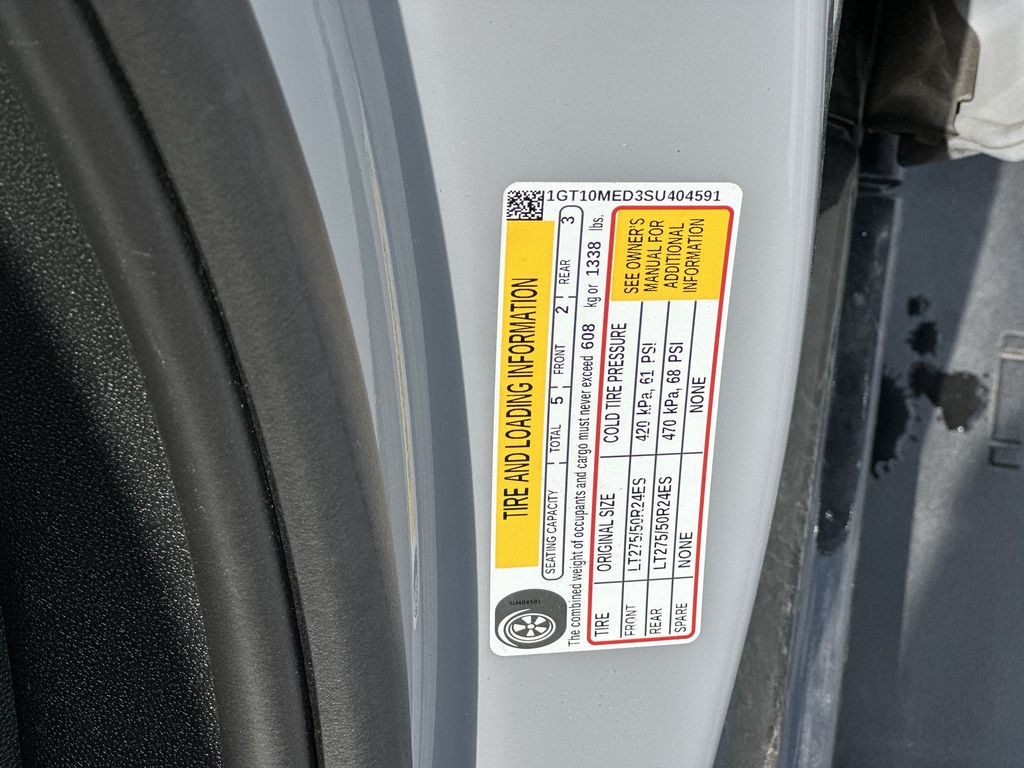 1GT10MED3SU404591
TIRE AND LOADING INFORMATION
SEATING CAPACITY TOTAL 5 FRONT 2 REAR 3
The combined weight of occupants and cargo must never exceed 608 kg or 1338 lbs.
TIRE ORIGINAL SIZE COLD TIRE PRESSURE
FRONT LT275/50R24ES 420 kPa, 61 PSI
REAR LT275/50R24ES 470 kPa, 68 PSI
SPARE NONE NONE
SEE OWNER'S
MANUAL FOR
ADDITIONAL
INFORMATION
SU404591